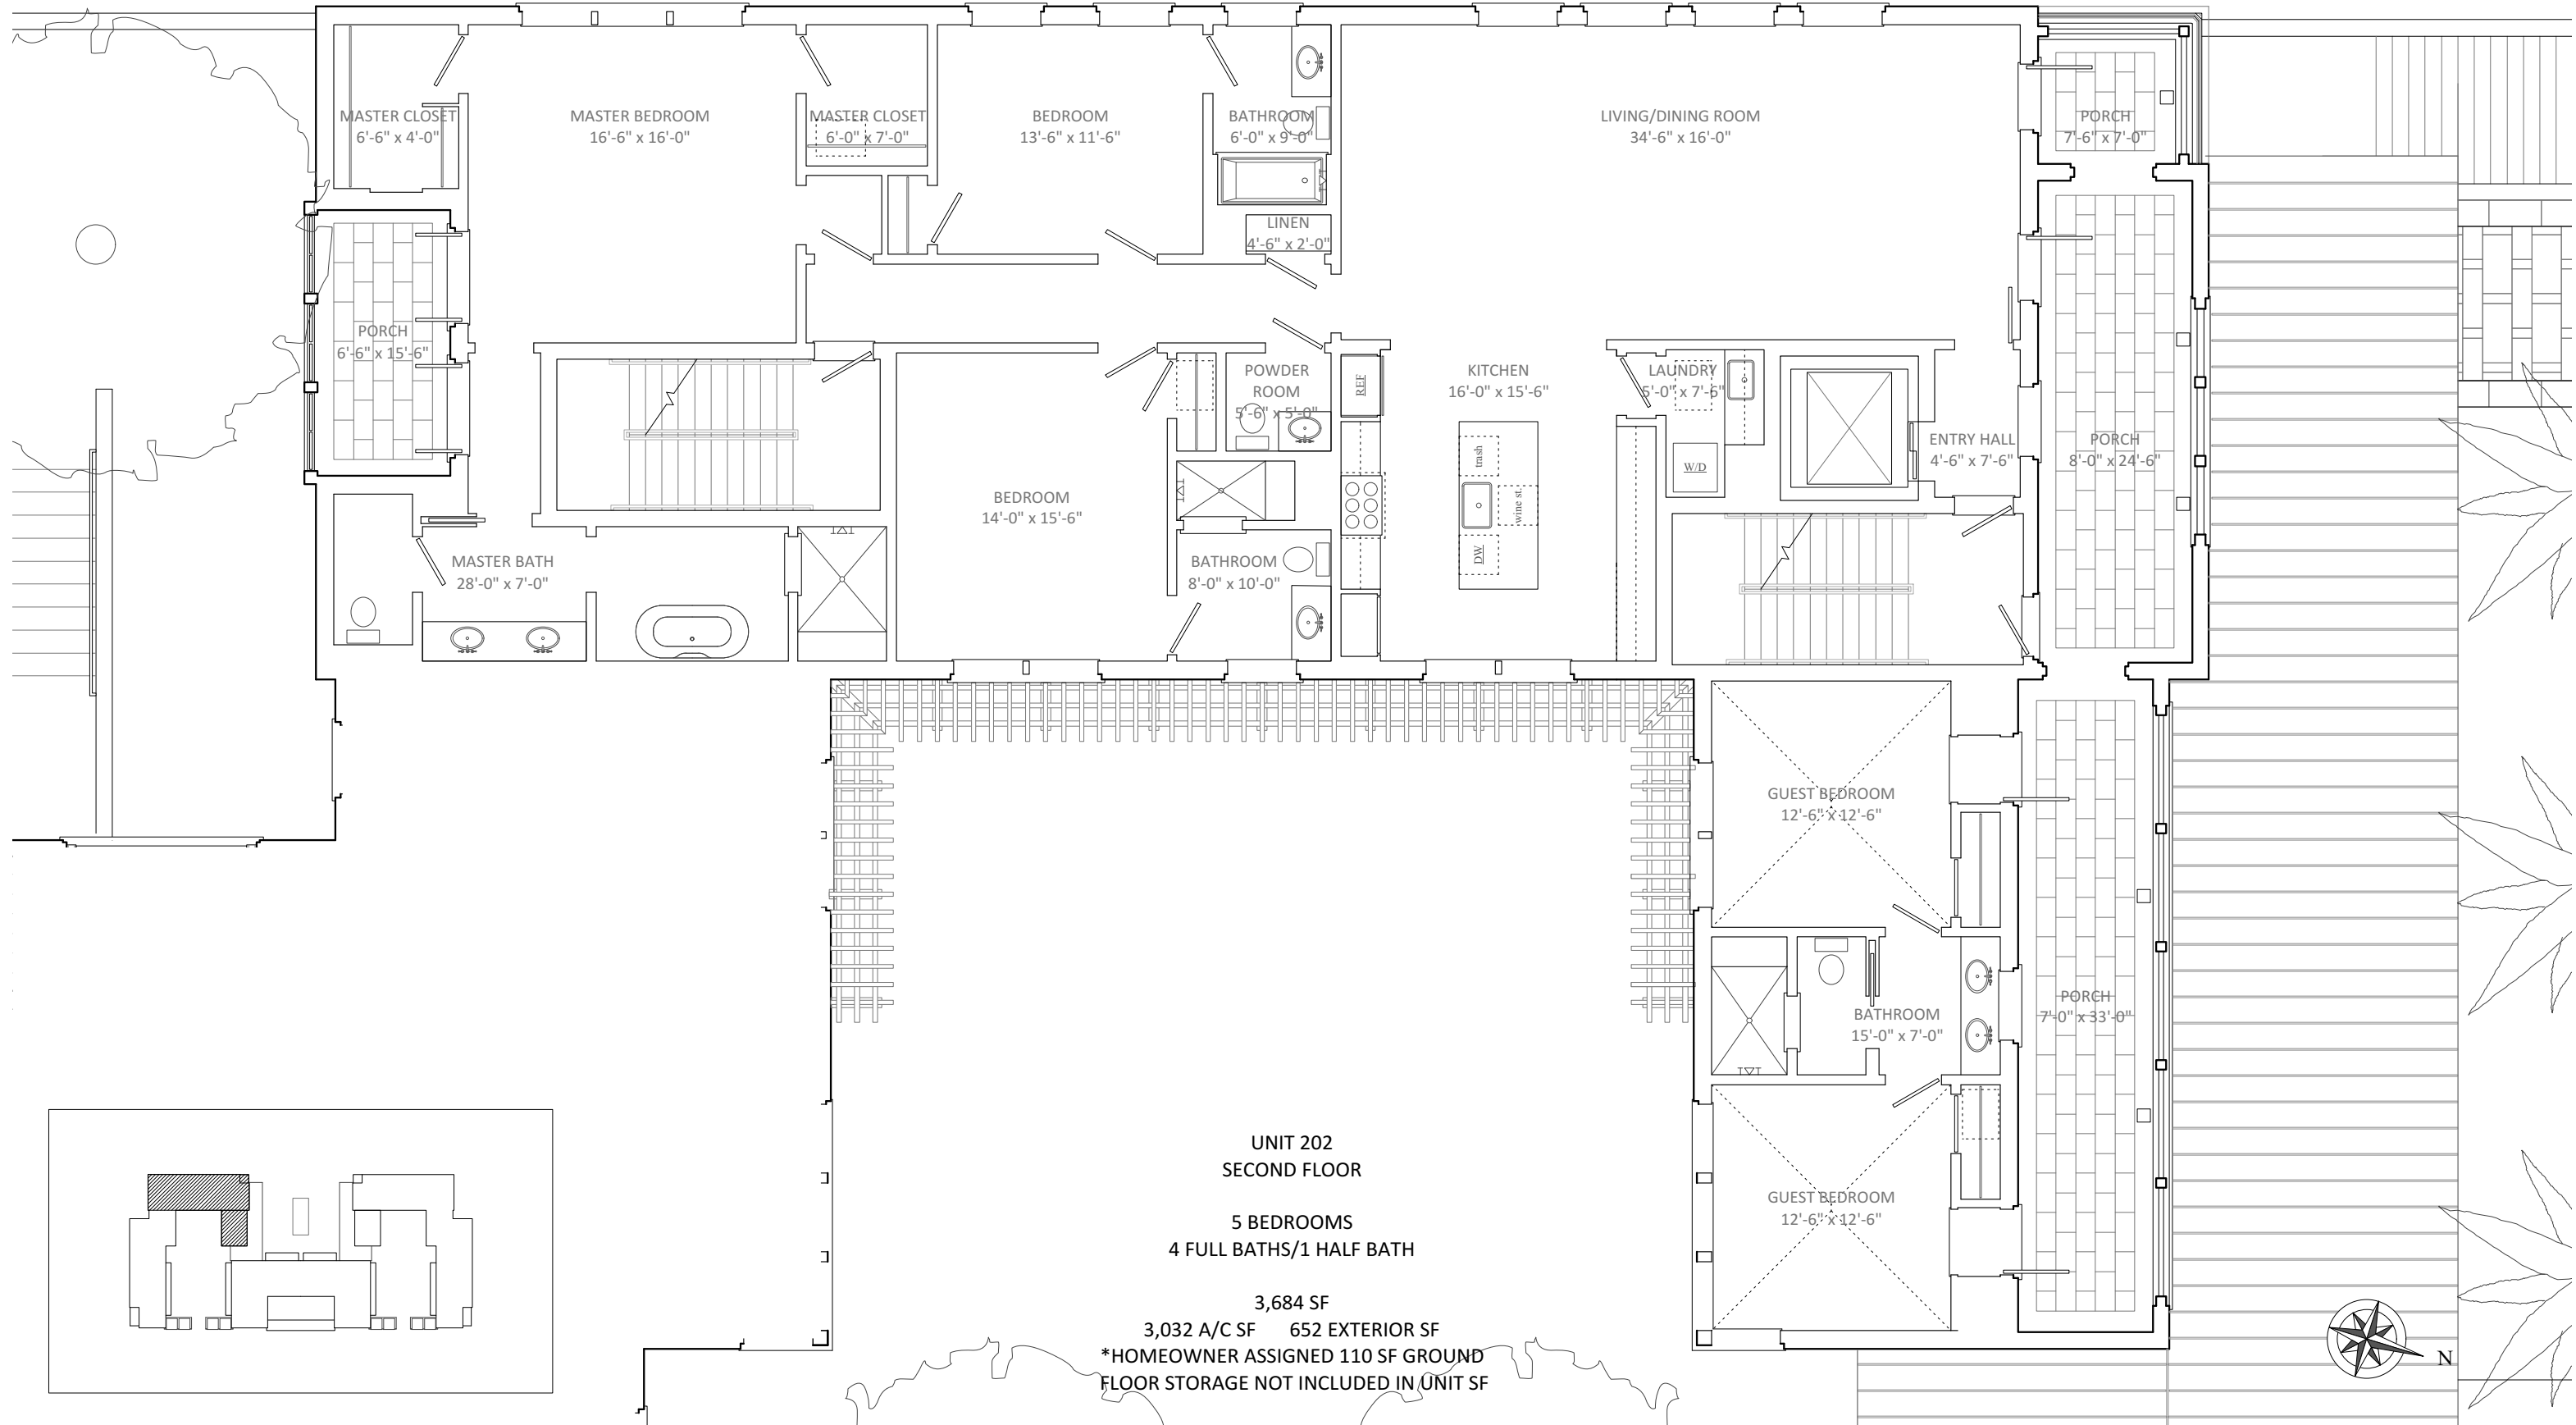 MASTER CLOSET
6'-6" x 4'-0"
MASTER BEDROOM
16'-6" x 16'-0"
MASTER CLOSET
6'-0" x 7'-0"
BEDROOM
13'-6" x 11'-6"
BATHROOM
6'-0" x 9'-0"
LIVING/DINING ROOM
34'-6" x 16'-0"
PORCH
7'-6" x 7'-0"
LINEN
4'-6" x 2'-0"
PORCH
6'-6" x 15'-6"
POWDER
ROOM
5'-6" x 5'-0"
REF
KITCHEN
16'-0" x 15'-6"
LAUNDRY
5'-0" x 7'-6"
ENTRY HALL
4'-6" x 7'-6"
PORCH
8'-0" x 24'-6"
trash
W/D
BEDROOM
14'-0" x 15'-6"
wine st.
DW
MASTER BATH
28'-0" x 7'-0"
BATHROOM
8'-0" x 10'-0"
GUEST BEDROOM
12'-6" x 12'-6"
BATHROOM
15'-0" x 7'-0"
PORCH
7'-0" x 33'-0"
GUEST BEDROOM
12'-6" x 12'-6"
UNIT 202
SECOND FLOOR
5 BEDROOMS
4 FULL BATHS/1 HALF BATH
3,684 SF
3,032 A/C SF 652 EXTERIOR SF
*HOMEOWNER ASSIGNED 110 SF GROUND
FLOOR STORAGE NOT INCLUDED IN UNIT SF
N